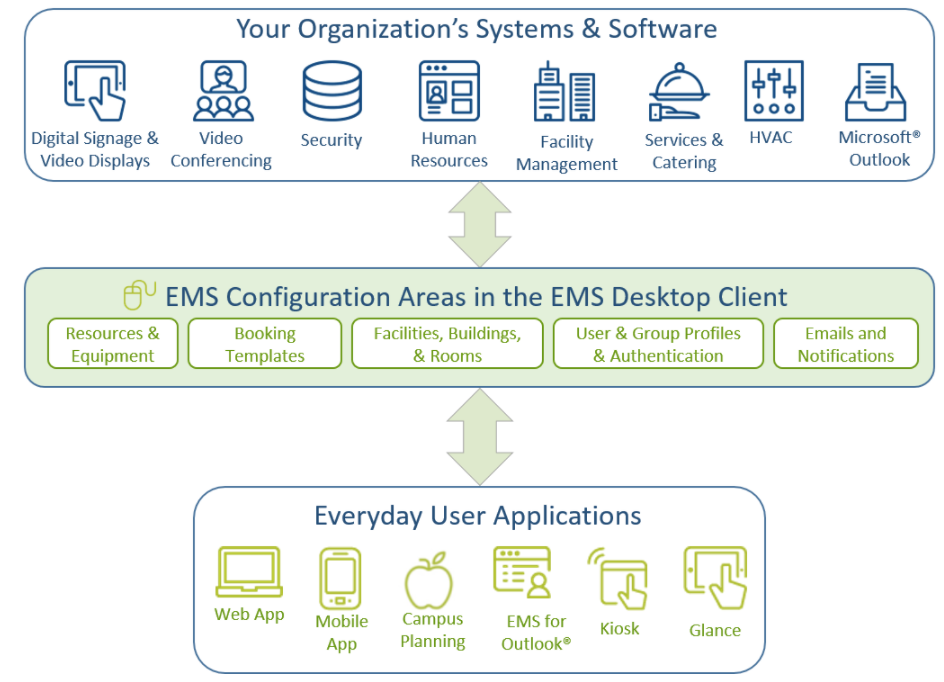 Your Organization’s Systems & Software
Digital Signage &
Video Displays
Video
Conferencing
Security
Human
Resources
Facility
Management
Services &
Catering
HVAC
Microsoft®
Outlook
EMS Configuration Areas in the EMS Desktop Client
Resources &
Equipment
Booking
Templates
Facilities, Buildings,
& Rooms
User & Group Profiles
& Authentication
Emails and
Notifications
Everyday User Applications
Web App
Mobile
App
Campus
Planning
EMS for
Outlook®
Kiosk
Glance